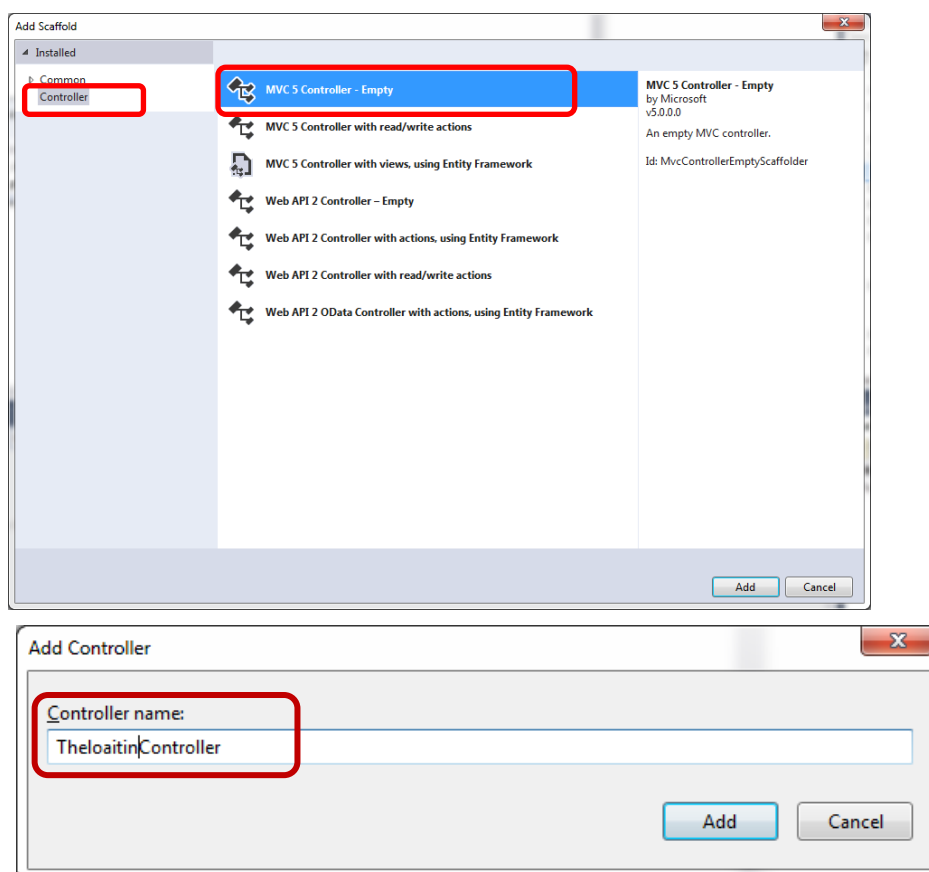 Add Scaffold
Installed
Common
Controller
MVC 5 Controller - Empty
MVC 5 Controller with read/write actions
MVC 5 Controller with views, using Entity Framework
Web API 2 Controller – Empty
Web API 2 Controller with actions, using Entity Framework
Web API 2 Controller with read/write actions
Web API 2 OData Controller with actions, using Entity Framework
MVC 5 Controller - Empty
by Microsoft
v5.0.0.0
An empty MVC controller.
Id: MvcControllerEmptyScaffolder
Add Cancel
Add Controller
Controller name:
TheloaitinController
Add Cancel